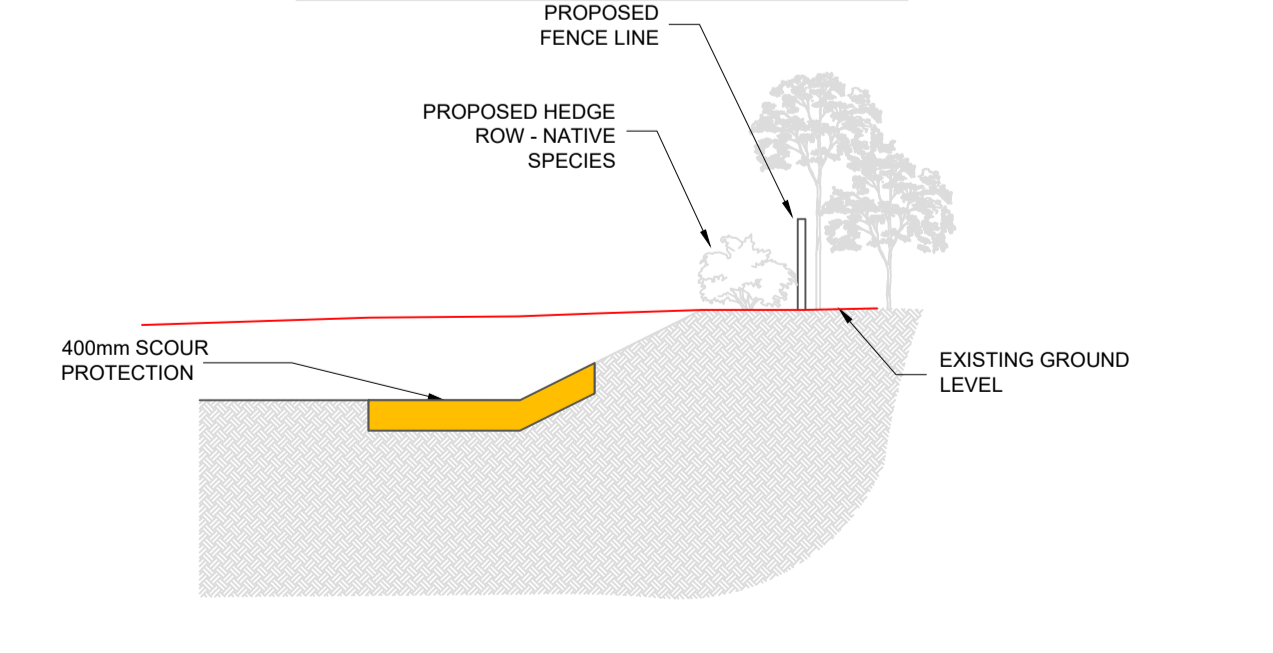 PROPOSED
FENCE LINE
PROPOSED HEDGE
ROW - NATIVE
SPECIES
400mm SCOUR
PROTECTION
EXISTING GROUND
LEVEL